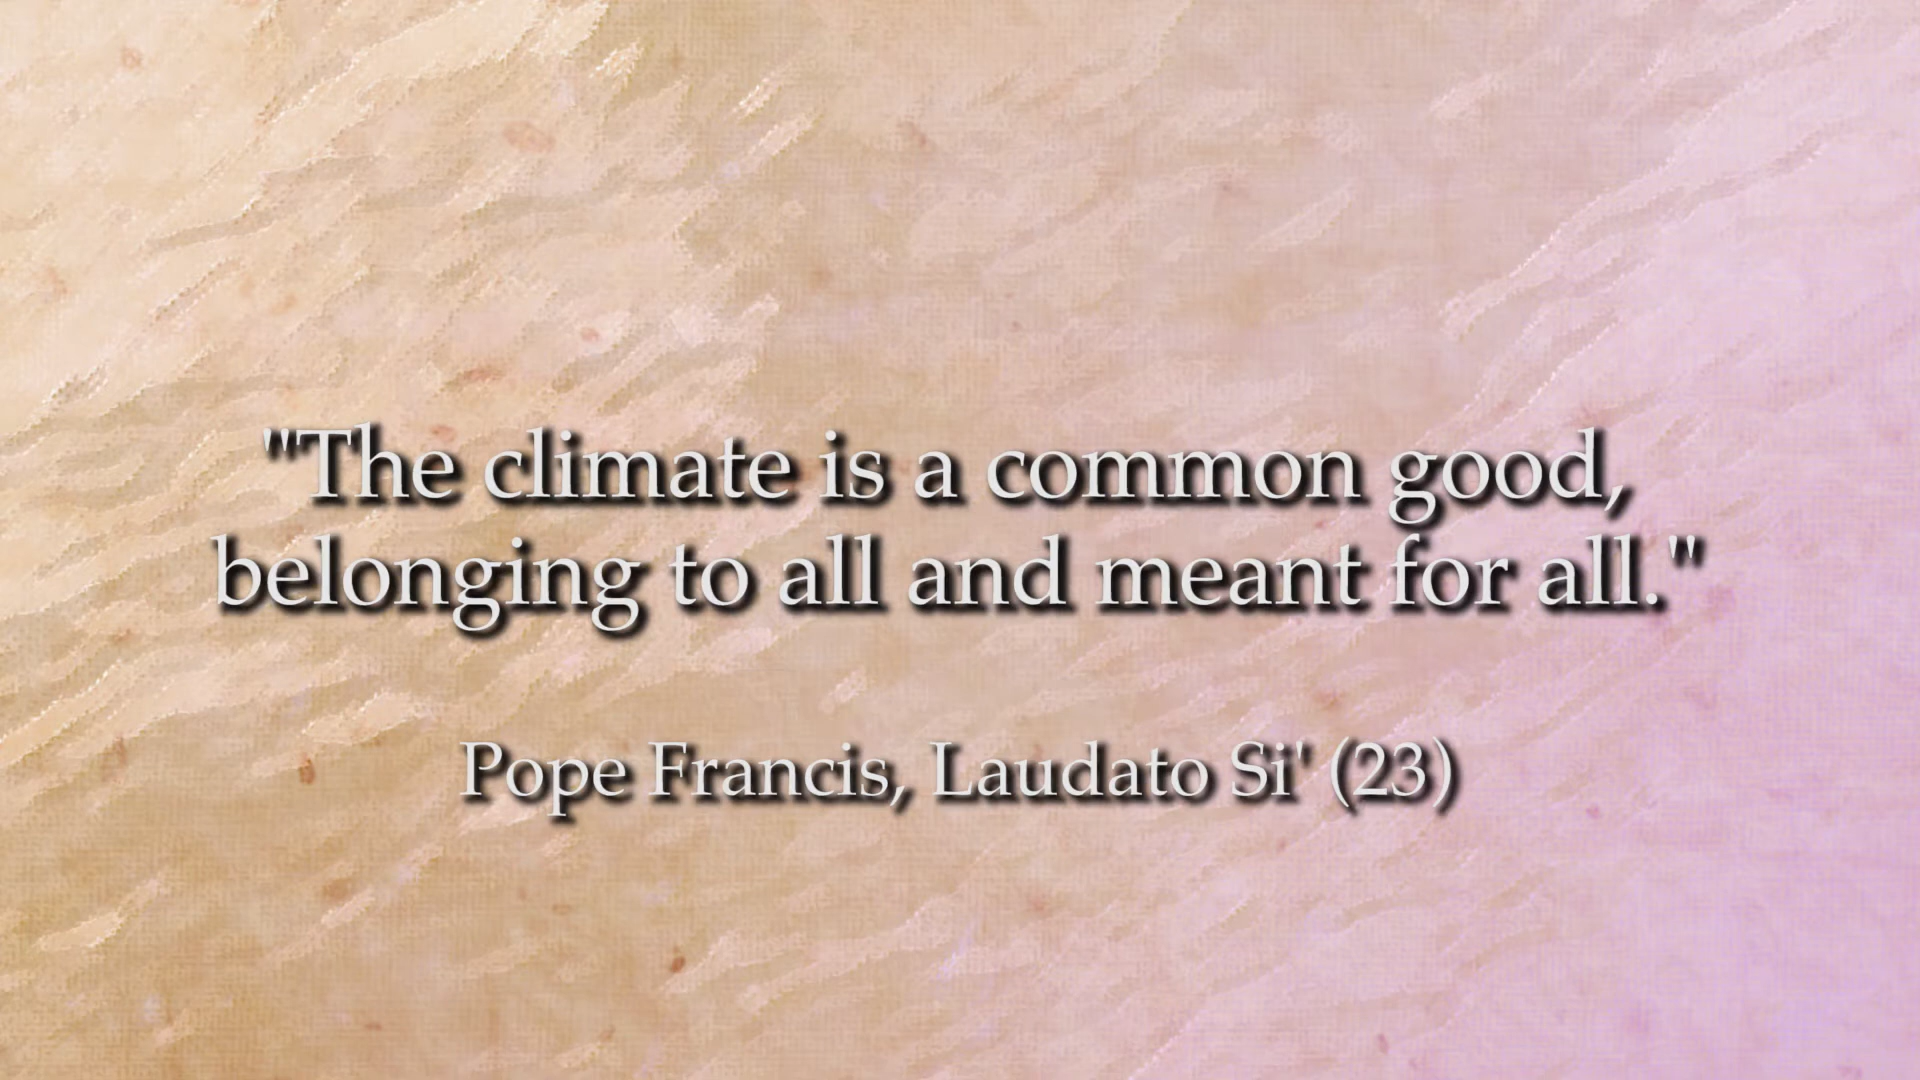 "The climate is a common good,
belonging to all and meant for all."
Pope Francis, Laudato Si' (23)